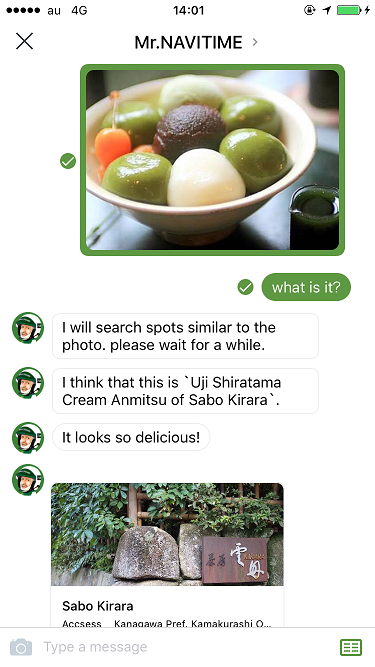 au 4G 14:01
Mr.NAVITIME
what is it?
I will search spots similar to the
photo. please wait for a while.
I think that this is `Uji Shiratama
Cream Anmitsu of Sabo Kirara`.
It looks so delicious!
茶房 雲母
Sabo Kirara
Accsess Kanagawa Pref. Kamakurashi O...
Type a message